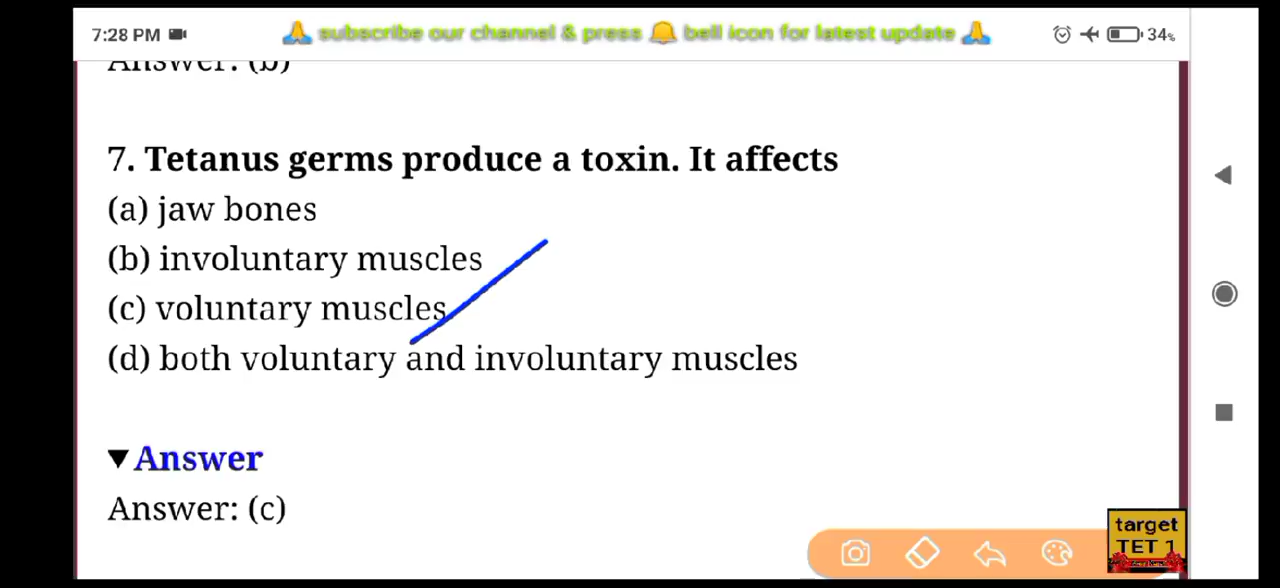 7:28 PM
🙏 subscribe our channel & press 🔔 bell icon for latest update 🙏
34%
Answer: (b)
7. Tetanus germs produce a toxin. It affects
(a) jaw bones
(b) involuntary muscles
(c) voluntary muscles
(d) both voluntary and involuntary muscles
▼Answer
Answer: (c)
target
TET 1